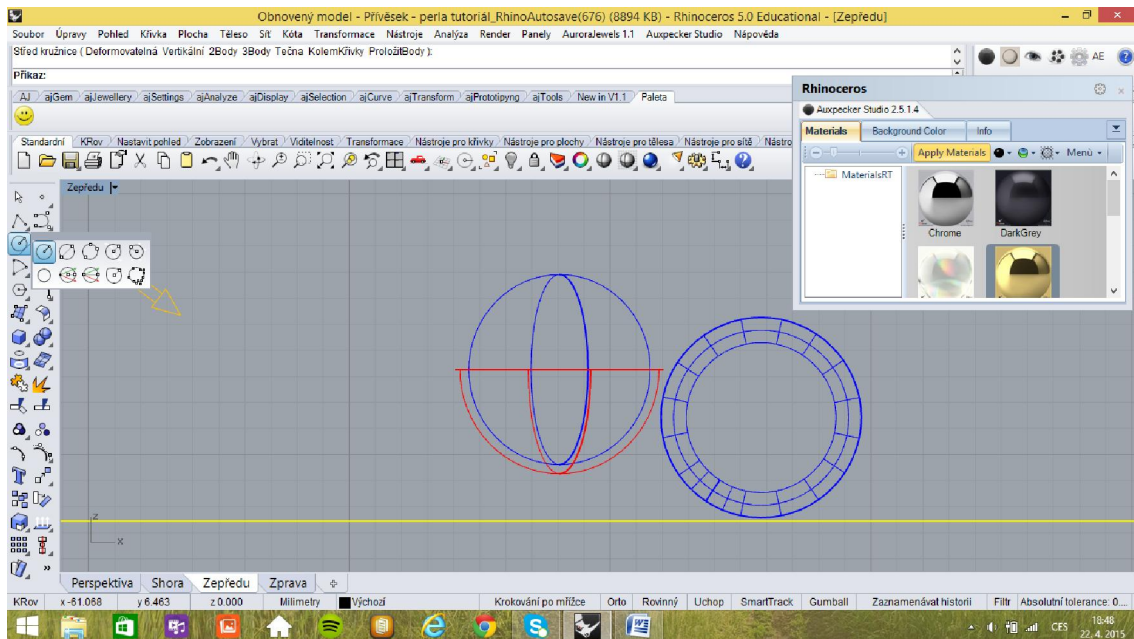 Obnovený model - Přívěsek - perla tutoriál_RhinoAutosave(676) (8894 KB) - Rhinoceros 5.0 Educational - [Zepředu]
Soubor Úpravy Pohled Křivka Plocha Těleso Síť Kóta Transformace Nástroje Analýza Render Panely AuroraJewels 1.1 Auxpecker Studio Nápověda
Střed kružnice ( Deformovatelná Vertikální 2Body 3Body Tečna KolemKřivky ProložitBody ):
Příkaz:
AE
AJ ajGem ajJewellery ajSettings ajAnalyze ajDisplay ajSelection ajCurve ajTransform ajPrototipyng ajTools New in V1.1 Paleta
Standardní KRov Nastavit pohled Zobrazení Vybrat Viditelnost Transformace Nástroje pro křivky Nástroje pro plochy Nástroje pro tělesa Nástroje pro sítě Nástro
Rhinoceros
Auxpecker Studio 2.5.1.4
Materials Background Color Info
Apply Materials Menú
MaterialsRT
Chrome DarkGrey
Zepředu
z
x
Perspektiva Shora Zepředu Zprava
KRov x -61.068 y 6.463 z 0.000 Milimetry Výchozí Krokování po mřížce Orto Rovinný Uchop SmartTrack Gumball Zaznamenávat historii Filtr Absolutní tolerance: 0....
CES 18:48
22. 4. 2015